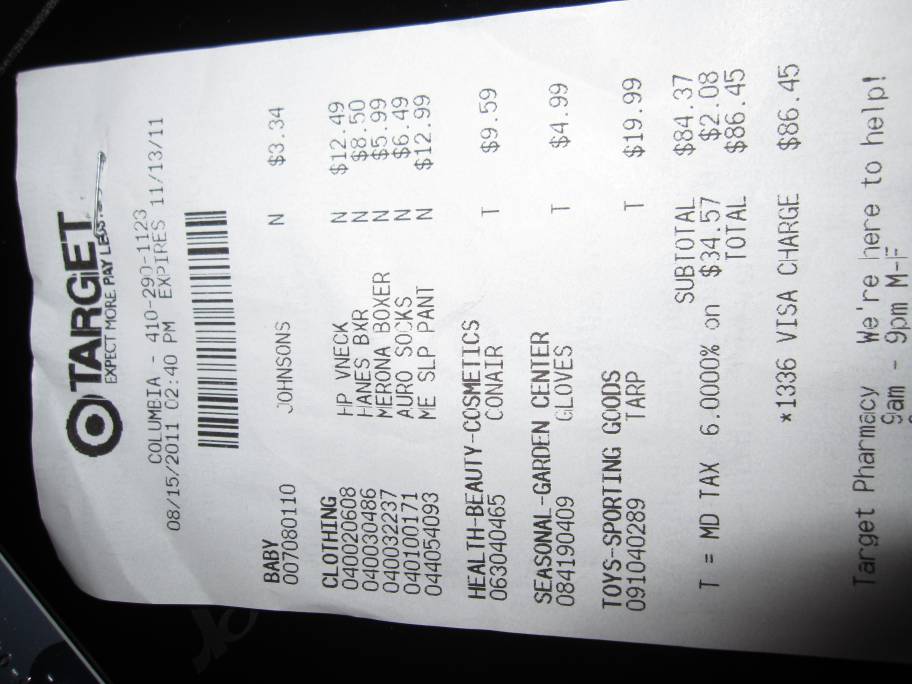 TARGET
EXPECT MORE. PAY LESS.
COLUMBIA - 410-290-1123
08/15/2011 02:40 PM EXPIRES 11/13/11
BABY
007080110 JOHNSONS N $3.34
CLOTHING
040020608 HP VNECK N $12.49
040030486 HANES BXR N $8.50
040032237 MERONA BOXER N $5.99
040100171 AURO SOCKS N $6.49
044054093 ME SLP PANT N $12.99
HEALTH-BEAUTY-COSMETICS
063040465 CONAIR T $9.59
SEASONAL-GARDEN CENTER
084190409 GLOVES T $4.99
TOYS-SPORTING GOODS
091040289 TARP T $19.99
SUBTOTAL $84.37
T = MD TAX 6.0000% on $34.57 $2.08
TOTAL $86.45
*1336 VISA CHARGE $86.45
Target Pharmacy We're here to help!
9am - 9pm M-F